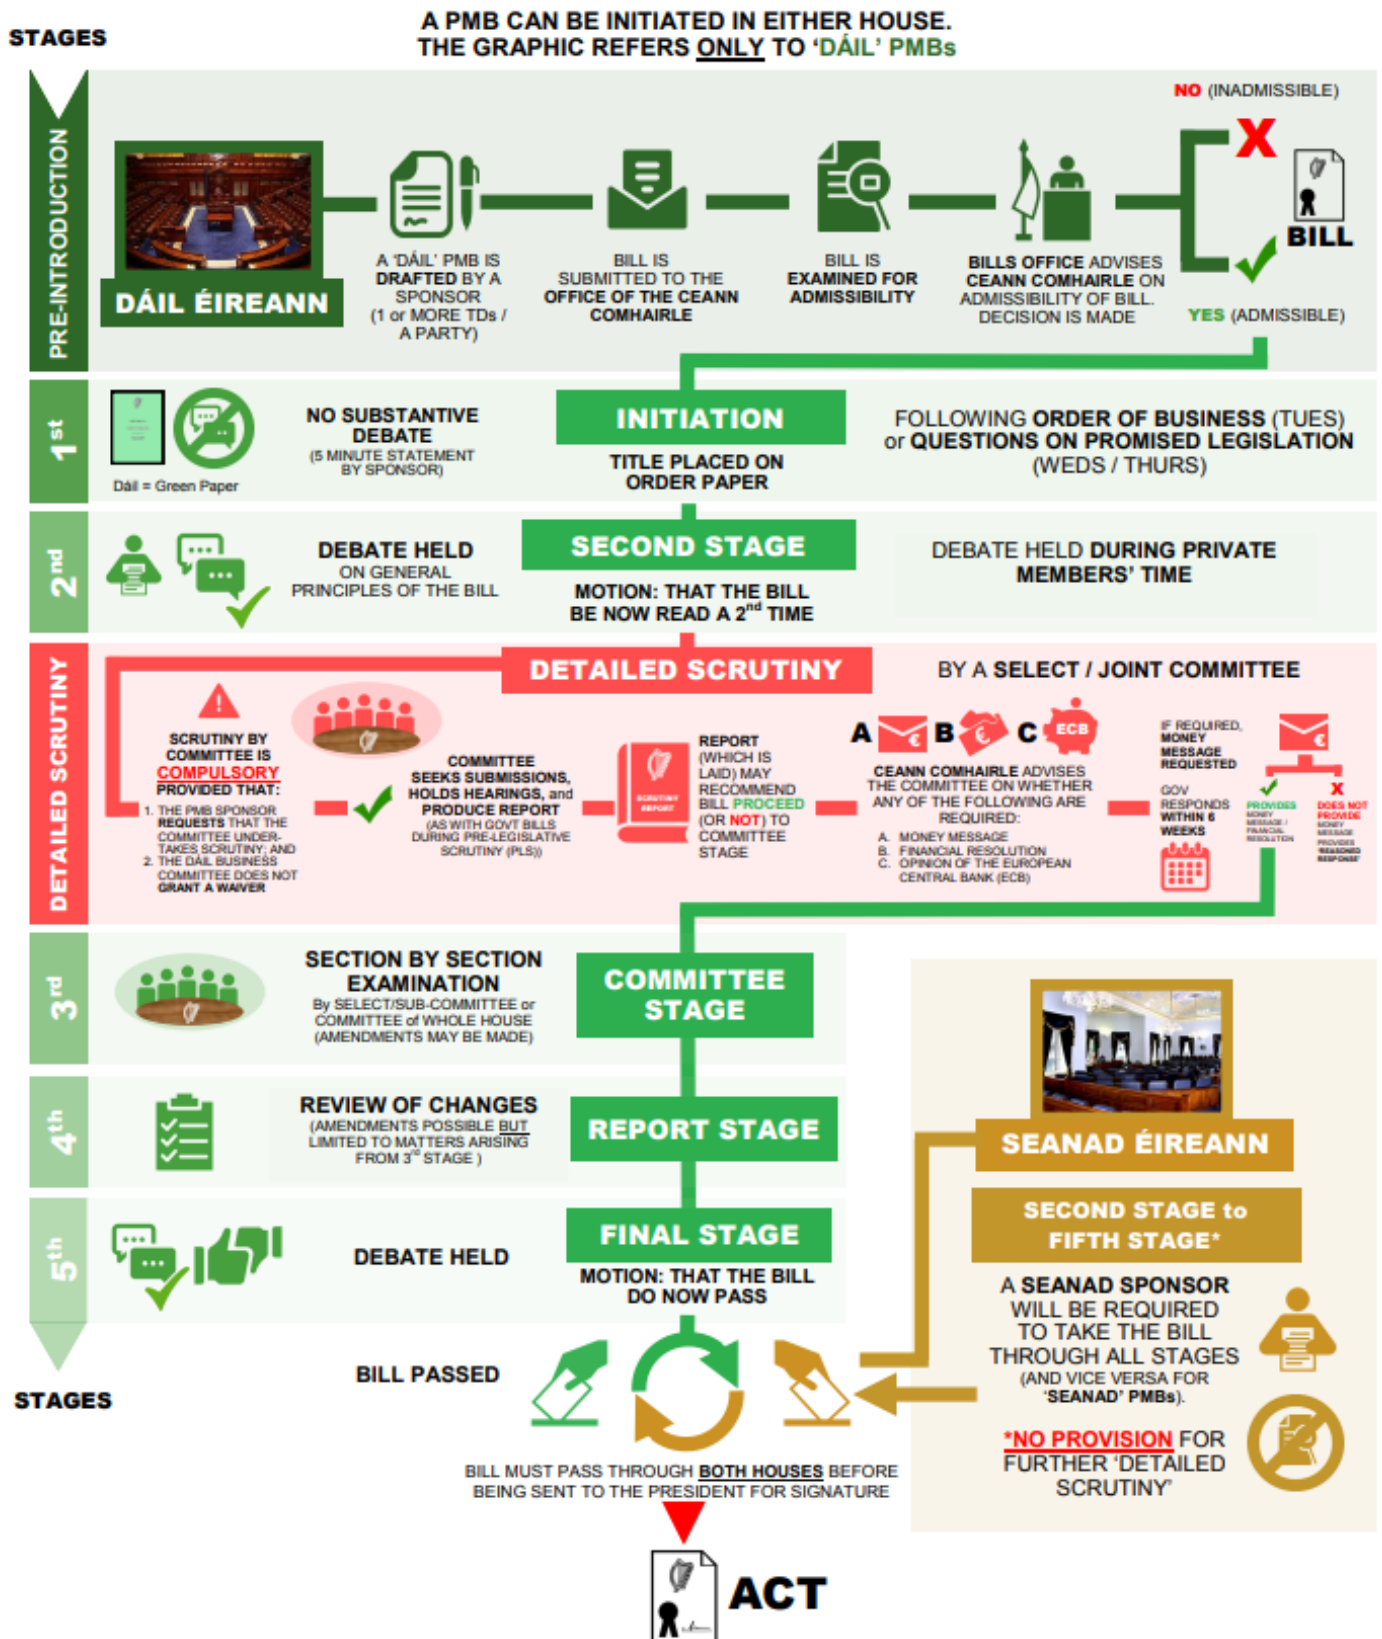 A PMB CAN BE INITIATED IN EITHER HOUSE.
THE GRAPHIC REFERS ONLY TO ‘DÁIL’ PMBs
STAGES
PRE-INTRODUCTION
DÁIL ÉIREANN
A ‘DÁIL’ PMB IS
DRAFTED BY A
SPONSOR
(1 or MORE TDs /
A PARTY)
BILL IS
SUBMITTED TO THE
OFFICE OF THE CEANN
COMHAIRLE
BILL IS
EXAMINED FOR
ADMISSIBILITY
BILLS OFFICE ADVISES
CEANN COMHAIRLE ON
ADMISSIBILITY OF BILL.
DECISION IS MADE
NO (INADMISSIBLE)
X
BILL
YES (ADMISSIBLE)
1st
Dáil = Green Paper
NO SUBSTANTIVE
DEBATE
(5 MINUTE STATEMENT
BY SPONSOR)
INITIATION
TITLE PLACED ON
ORDER PAPER
FOLLOWING ORDER OF BUSINESS (TUES)
or QUESTIONS ON PROMISED LEGISLATION
(WEDS / THURS)
2nd
DEBATE HELD
ON GENERAL
PRINCIPLES OF THE BILL
SECOND STAGE
MOTION: THAT THE BILL
BE NOW READ A 2nd TIME
DEBATE HELD DURING PRIVATE
MEMBERS’ TIME
DETAILED SCRUTINY
DETAILED SCRUTINY
BY A SELECT / JOINT COMMITTEE
SCRUTINY BY
COMMITTEE IS
COMPULSORY
PROVIDED THAT:
1. THE PMB SPONSOR
REQUESTS THAT THE
COMMITTEE UNDER-
TAKES SCRUTINY; AND
2. THE DÁIL BUSINESS
COMMITTEE DOES NOT
GRANT A WAIVER
COMMITTEE
SEEKS SUBMISSIONS,
HOLDS HEARINGS, and
PRODUCE REPORT
(AS WITH GOVT BILLS
DURING PRE-LEGISLATIVE
SCRUTINY (PLS))
SCRUTINY
REPORT
REPORT
(WHICH IS
LAID) MAY
RECOMMEND
BILL PROCEED
(OR NOT) TO
COMMITTEE
STAGE
A € B € C ECB
CEANN COMHAIRLE ADVISES
THE COMMITTEE ON WHETHER
ANY OF THE FOLLOWING ARE
REQUIRED:
A. MONEY MESSAGE
B. FINANCIAL RESOLUTION
C. OPINION OF THE EUROPEAN
CENTRAL BANK (ECB)
IF REQUIRED,
MONEY
MESSAGE
REQUESTED
GOV
RESPONDS
WITHIN 6
WEEKS
€
PROVIDES
MONEY
MESSAGE /
FINANCIAL
RESOLUTION
X
DOES NOT
PROVIDE
MONEY
MESSAGE
PROVIDES
‘REASONED
RESPONSE’
3rd
SECTION BY SECTION
EXAMINATION
By SELECT/SUB-COMMITTEE or
COMMITTEE of WHOLE HOUSE
(AMENDMENTS MAY BE MADE)
COMMITTEE
STAGE
4th
REVIEW OF CHANGES
(AMENDMENTS POSSIBLE BUT
LIMITED TO MATTERS ARISING
FROM 3rd STAGE )
REPORT STAGE
5th
DEBATE HELD
FINAL STAGE
MOTION: THAT THE BILL
DO NOW PASS
STAGES
BILL PASSED
SEANAD ÉIREANN
SECOND STAGE to
FIFTH STAGE*
A SEANAD SPONSOR
WILL BE REQUIRED
TO TAKE THE BILL
THROUGH ALL STAGES
(AND VICE VERSA FOR
‘SEANAD’ PMBs).
*NO PROVISION FOR
FURTHER ‘DETAILED
SCRUTINY’
BILL MUST PASS THROUGH BOTH HOUSES BEFORE
BEING SENT TO THE PRESIDENT FOR SIGNATURE
ACT